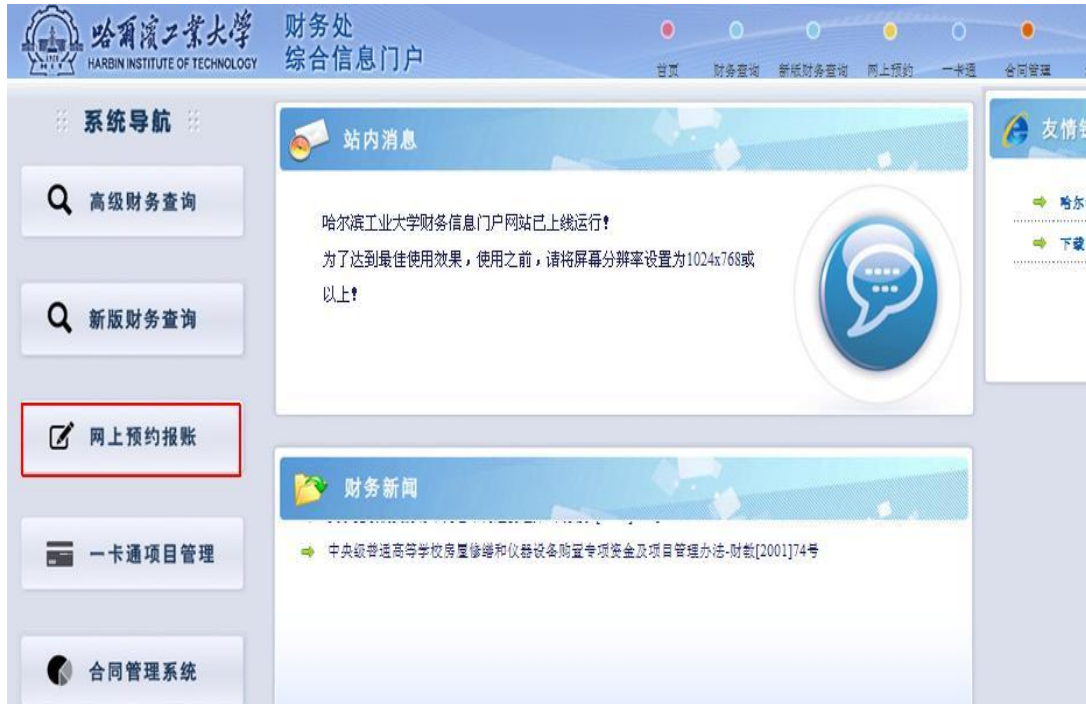 哈爾濱工業大學
HARBIN INSTITUTE OF TECHNOLOGY
财务处
综合信息门户
首页 财务查询 新版财务查询 网上预约 一卡通 合同管理
系统导航
高级财务查询
新版财务查询
网上预约报账
一卡通项目管理
合同管理系统
站内消息
哈尔滨工业大学财务信息门户网站已上线运行!
为了达到最佳使用效果,使用之前,请将屏幕分辨率设置为1024x768或
以上!
财务新闻
中央级普通高等学校房屋修缮和仪器设备购置专项资金及项目管理办法-财教[2001]74号
友情
哈尔
下载